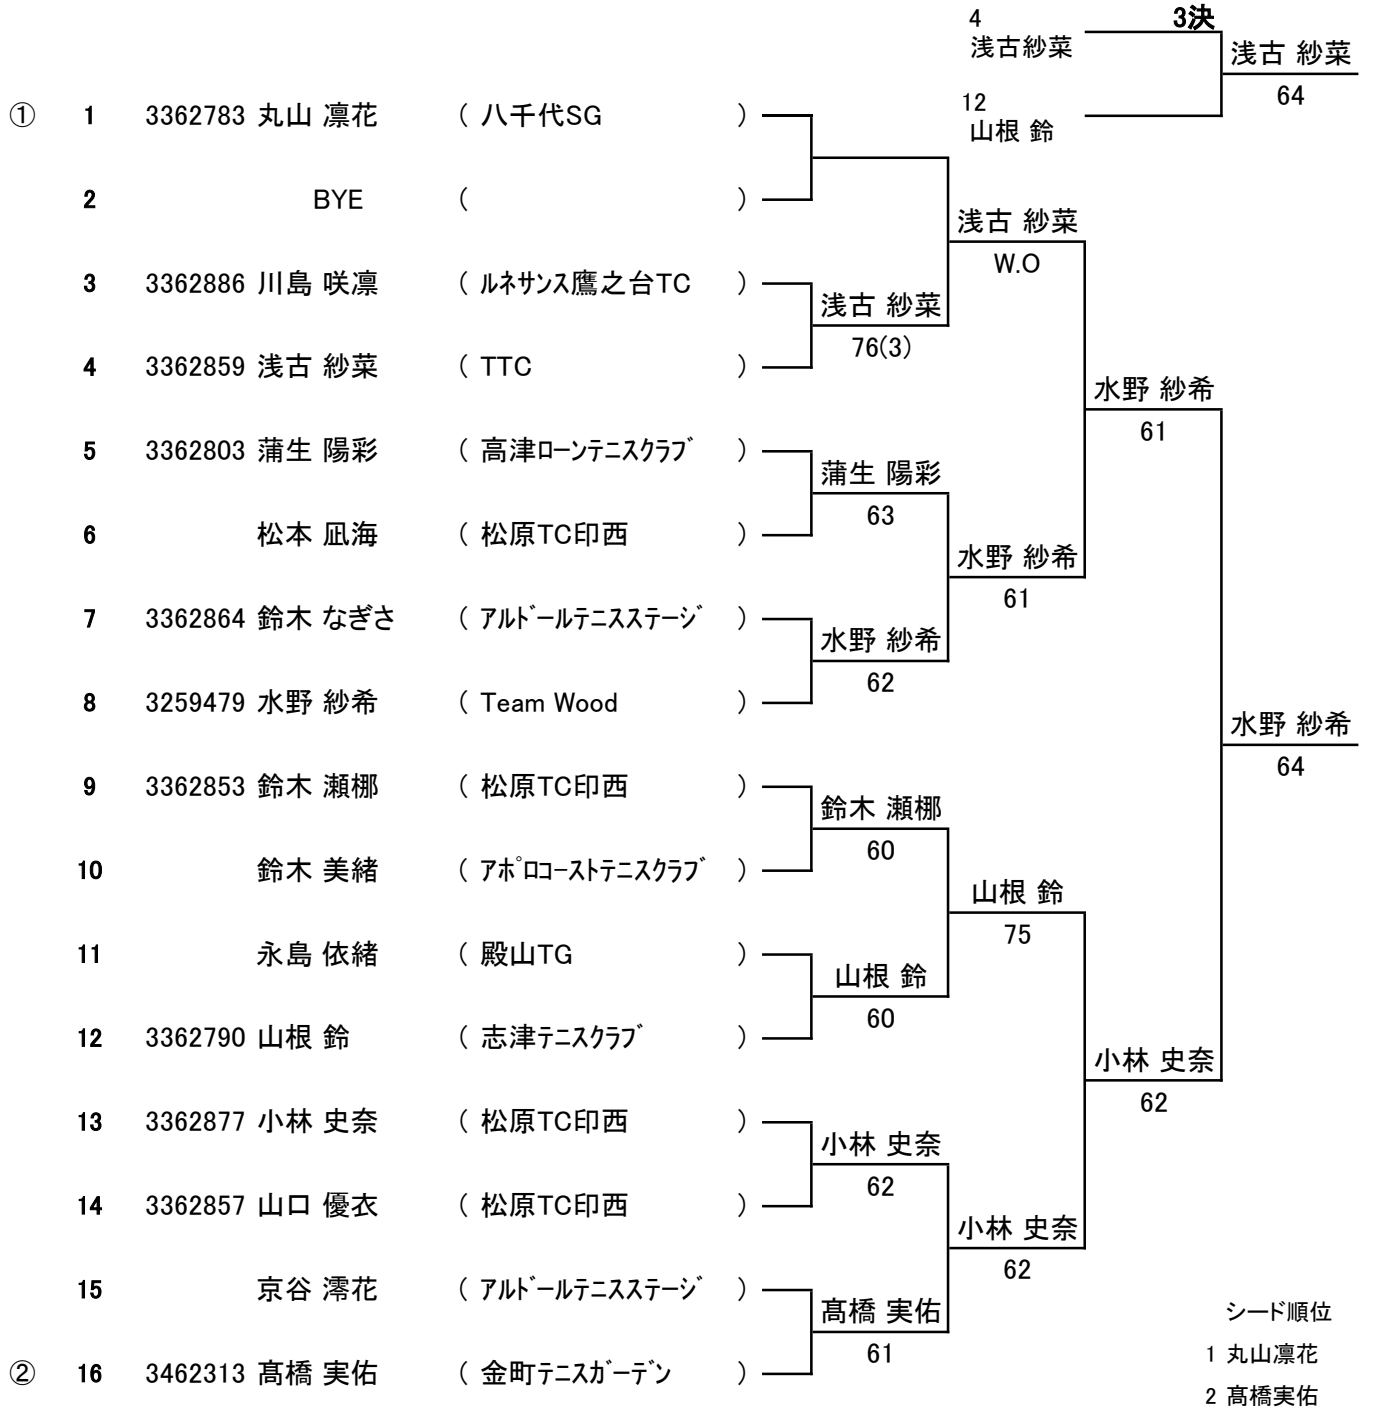 4 3決
浅古紗菜
浅古 紗菜
64
12
山根 鈴
① 1 3362783 丸山 凛花 ( 八千代SG )
2 BYE ( )
浅古 紗菜
W.O
3 3362886 川島 咲凛 ( ﾙﾈｻﾝｽ鷹之台TC )
浅古 紗菜
76(3)
4 3362859 浅古 紗菜 ( TTC )
水野 紗希
61
5 3362803 蒲生 陽彩 ( 高津ﾛｰﾝﾃﾆｽｸﾗﾌﾞ )
蒲生 陽彩
63
6 松本 凪海 ( 松原TC印西 )
水野 紗希
61
7 3362864 鈴木 なぎさ ( ｱﾙﾄﾞｰﾙﾃﾆｽｽﾃｰｼﾞ )
水野 紗希
62
8 3259479 水野 紗希 ( Team Wood )
水野 紗希
64
9 3362853 鈴木 瀬梛 ( 松原TC印西 )
鈴木 瀬梛
60
10 鈴木 美緒 ( ｱﾎﾟﾛｺｰｽﾄﾃﾆｽｸﾗﾌﾞ )
山根 鈴
75
11 永島 依緒 ( 殿山TG )
山根 鈴
60
12 3362790 山根 鈴 ( 志津ﾃﾆｽｸﾗﾌﾞ )
小林 史奈
62
13 3362877 小林 史奈 ( 松原TC印西 )
小林 史奈
62
14 3362857 山口 優衣 ( 松原TC印西 )
小林 史奈
62
15 京谷 澪花 ( ｱﾙﾄﾞｰﾙﾃﾆｽｽﾃｰｼﾞ )
髙橋 実佑
61
② 16 3462313 髙橋 実佑 ( 金町ﾃﾆｽｶﾞｰﾃﾞﾝ )
シード順位
1 丸山凛花
2 髙橋実佑